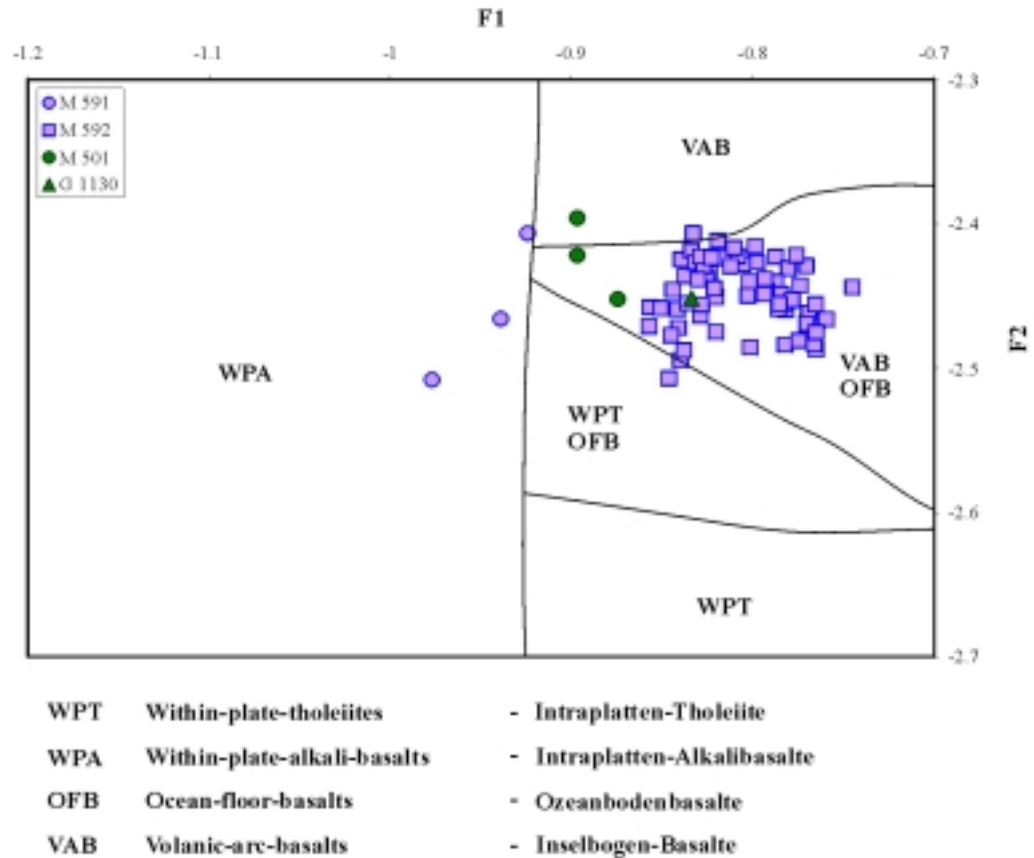 F1
-1.2 -1.1 -1 -0.9 -0.8 -0.7
-2.3
M 591
M 592
M 501
G 1130
VAB
-2.4
F2
WPA
VAB
OFB
-2.5
WPT
OFB
-2.6
WPT
-2.7
WPT Within-plate-tholeiites - Intraplatten-Tholeiite
WPA Within-plate-alkali-basalts - Intraplatten-Alkalibasalte
OFB Ocean-floor-basalts - Ozeanbodenbasalte
VAB Volanic-arc-basalts - Inselbogen-Basalte